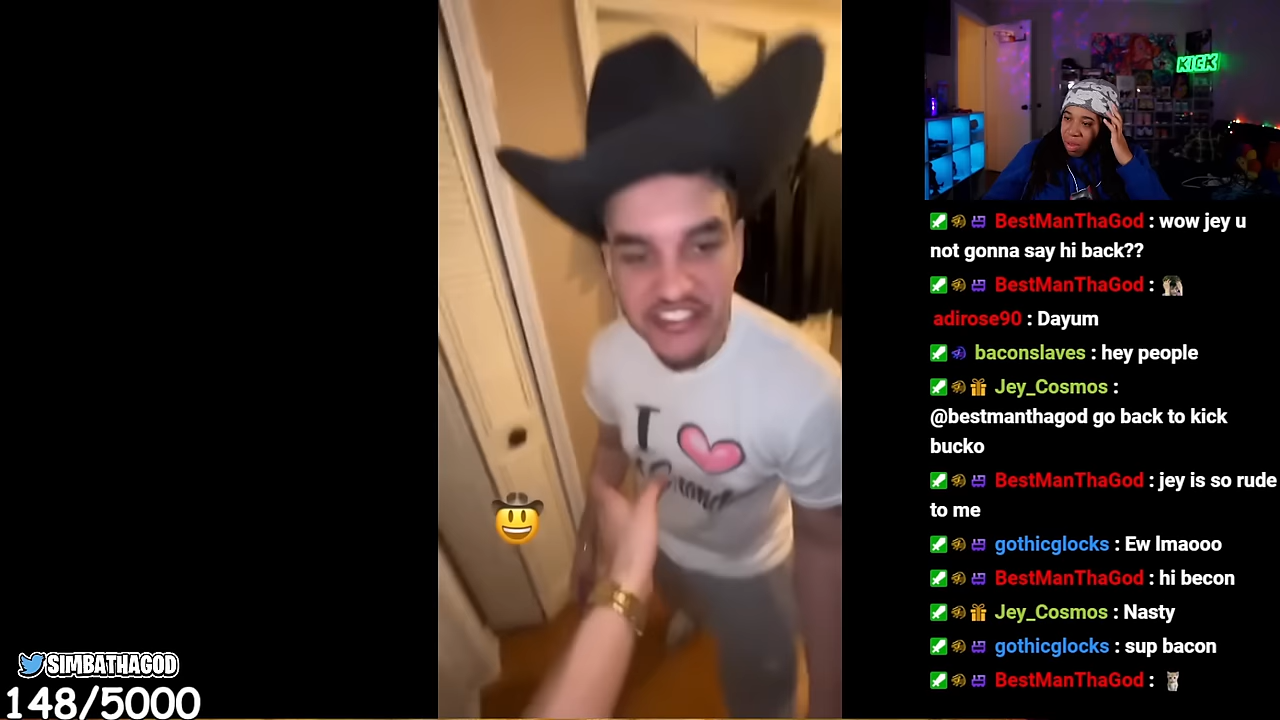 KICK
BestManThaGod : wow jey u
not gonna say hi back??
BestManThaGod :
adirose90 : Dayum
baconslaves : hey people
Jey_Cosmos :
@bestmanthagod go back to kick
bucko
BestManThaGod : jey is so rude
to me
gothicglocks : Ew lmaooo
BestManThaGod : hi becon
Jey_Cosmos : Nasty
gothicglocks : sup bacon
BestManThaGod :
I
SIMBATHAGOD
148/5000